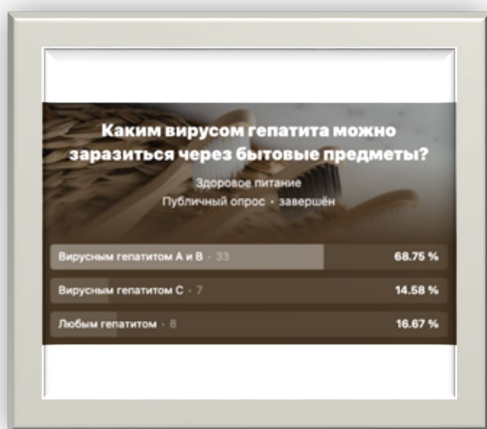 Каким вирусом гепатита можно
заразиться через бытовые предметы?
Здоровое питание
Публичный опрос • завершён
Вирусным гепатитом А и В · 33 68.75 %
Вирусным гепатитом С · 7 14.58 %
Любым гепатитом · 8 16.67 %